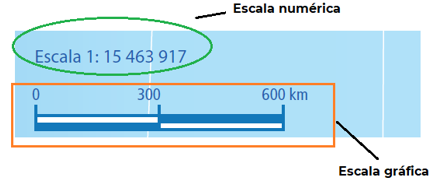 Escala numérica
Escala 1: 15 463 917
0 300 600 km
Escala gráfica